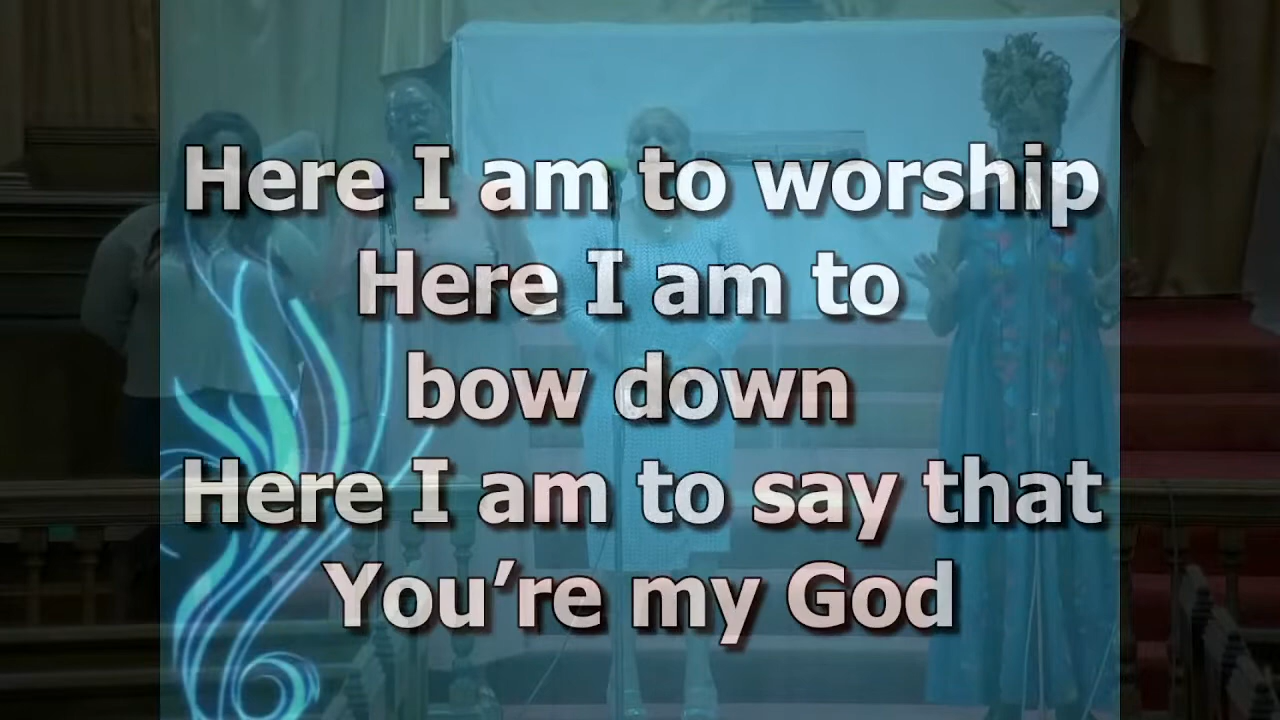 Here I am to worship
Here I am to
bow down
Here I am to say that
You’re my God